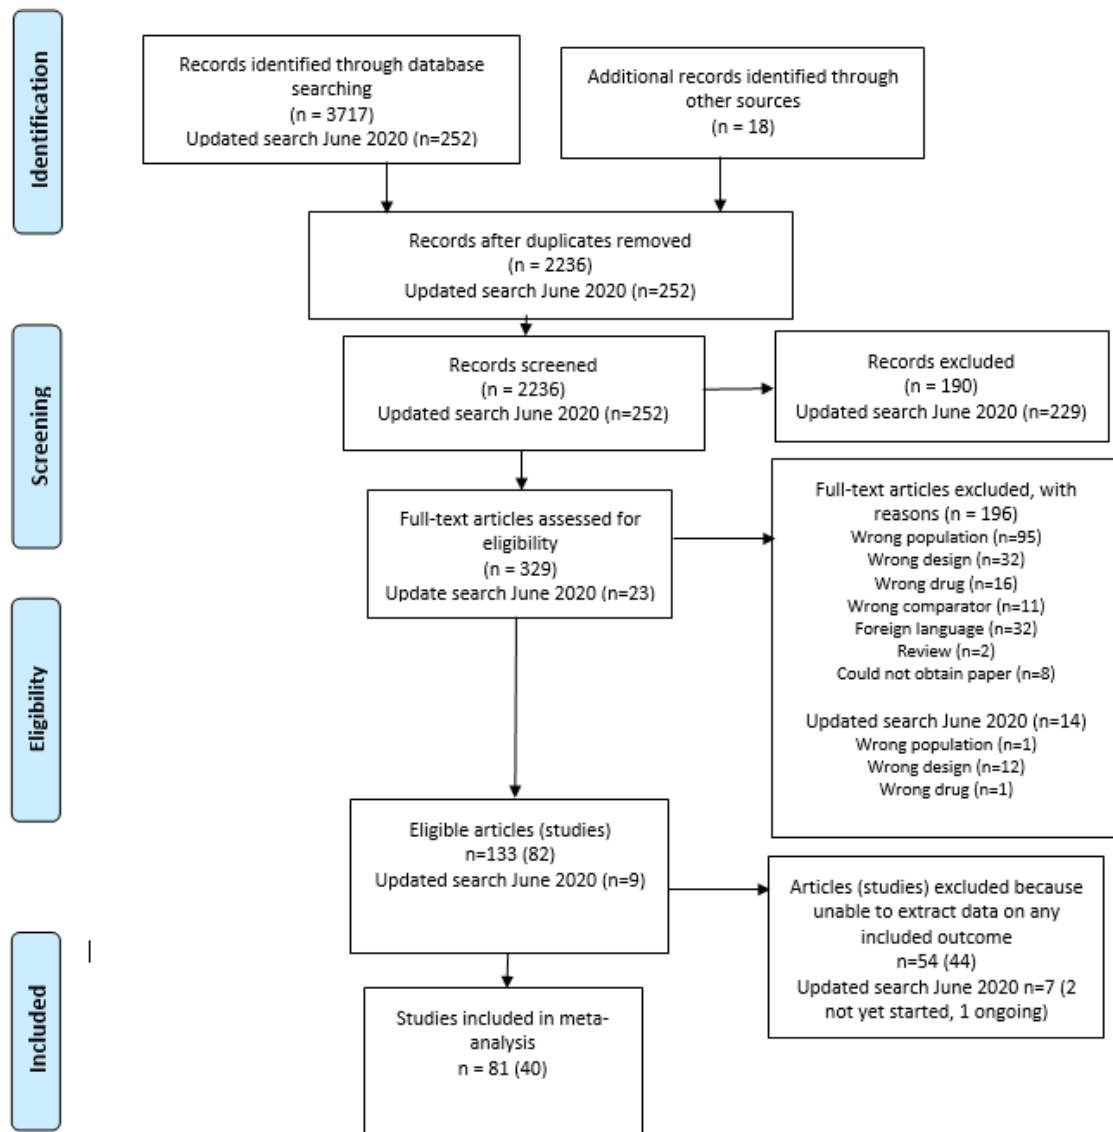 Identification
Records identified through database
searching
(n = 3717)
Updated search June 2020 (n=252)
Additional records identified through
other sources
(n = 18)
Records after duplicates removed
(n = 2236)
Updated search June 2020 (n=252)
Screening
Records screened
(n = 2236)
Updated search June 2020 (n=252)
Records excluded
(n = 190)
Updated search June 2020 (n=229)
Full-text articles assessed for
eligibility
(n = 329)
Update search June 2020 (n=23)
Full-text articles excluded, with
reasons (n = 196)
Wrong population (n=95)
Wrong design (n=32)
Wrong drug (n=16)
Wrong comparator (n=11)
Foreign language (n=32)
Review (n=2)
Could not obtain paper (n=8)
Updated search June 2020 (n=14)
Wrong population (n=1)
Wrong design (n=12)
Wrong drug (n=1)
Eligibility
Eligible articles (studies)
n=133 (82)
Updated search June 2020 (n=9)
Articles (studies) excluded because
unable to extract data on any
included outcome
n=54 (44)
Updated search June 2020 n=7 (2
not yet started, 1 ongoing)
Included
Studies included in meta-
analysis
n = 81 (40)